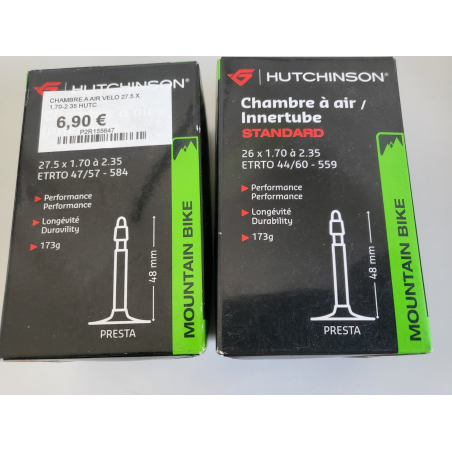 HUTCHINSON
CHAMBRE A AIR VELO 27.5 X
1.70-2.35 HUTC
6,90 €
P2R155647
27.5 x 1.70 à 2.35
ETRTO 47/57 - 584
Performance
Performance
Longévité
Durability
173g
48 mm
PRESTA
MOUNTAIN BIKE
HUTCHINSON®
Chambre à air /
Innertube
STANDARD
26 x 1.70 à 2.35
ETRTO 44/60 - 559
Performance
Performance
Longévité
Durability
173g
48 mm
PRESTA
MOUNTAIN BIKE